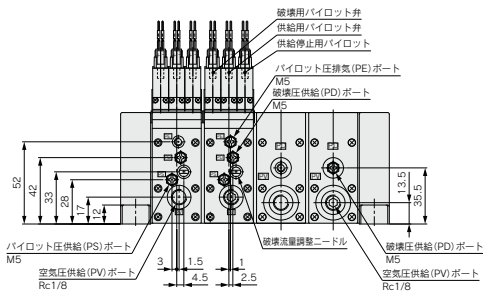 破壊用パイロット弁
供給用パイロット弁
供給停止用パイロット
パイロット圧排気(PE)ポート
M5
破壊圧供給(PD)ポート
M5
52
42
33
28
17
12
13.5
35.5
パイロット圧供給(PS)ポート
M5
空気圧供給(PV)ポート
Rc1/8
3
1.5
4.5
1
2.5
破壊流量調整ニードル
破壊圧供給(PD)ポート
M5
空気圧供給(PV)ポート
Rc1/8